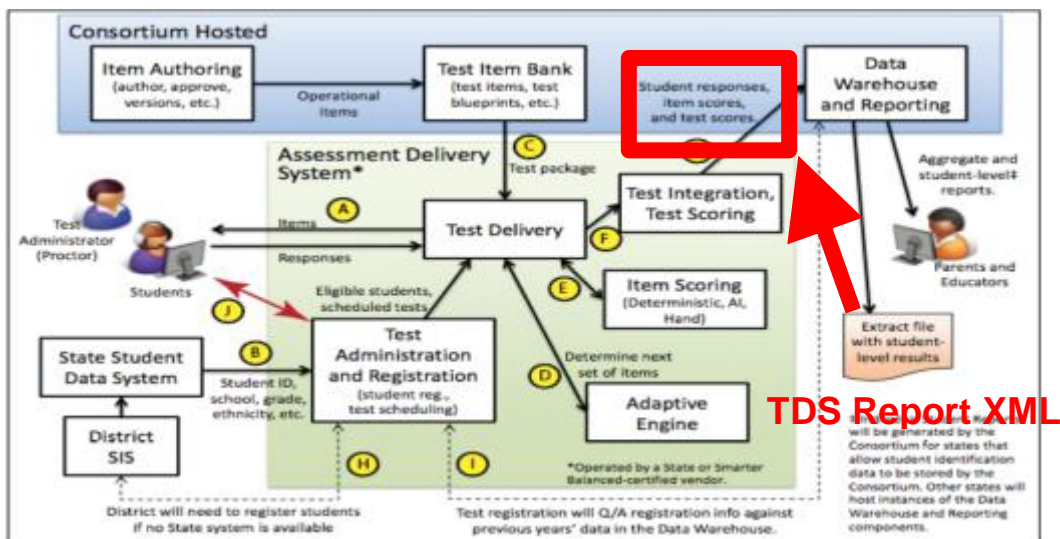 Consortium Hosted
Item Authoring
(author, approve,
versions, etc.)
Operational
items
Test Item Bank
(test items, test
blueprints, etc.)
Student responses,
item scores,
and test scores.
Data
Warehouse
and Reporting
C
Test package
Assessment Delivery
System*
Aggregate and
student-level‡
reports.
Test
Administrator
(Proctor)
Students
A
Items
Responses
Test Delivery
F
Test Integration,
Test Scoring
Parents and
Educators
E
Item Scoring
(Deterministic, AI,
Hand)
J
Eligible students,
scheduled tests
Extract file
with student-
level results
State Student
Data System
B
Student ID,
school, grade,
ethnicity, etc.
Test
Administration
and Registration
(student reg.,
test scheduling)
D
Determine next
set of items
Adaptive
Engine
TDS Report XML
District
SIS
H
I
*Operated by a State or Smarter
Balanced-certified vendor.
will be generated by the
Consortium for states that
allow student identification
data to be stored by the
Consortium. Other states will
host instances of the Data
Warehouse and Reporting
components.
District will need to register students
if no State system is available
Test registration will Q/A registration info against
previous years' data in the Data Warehouse.